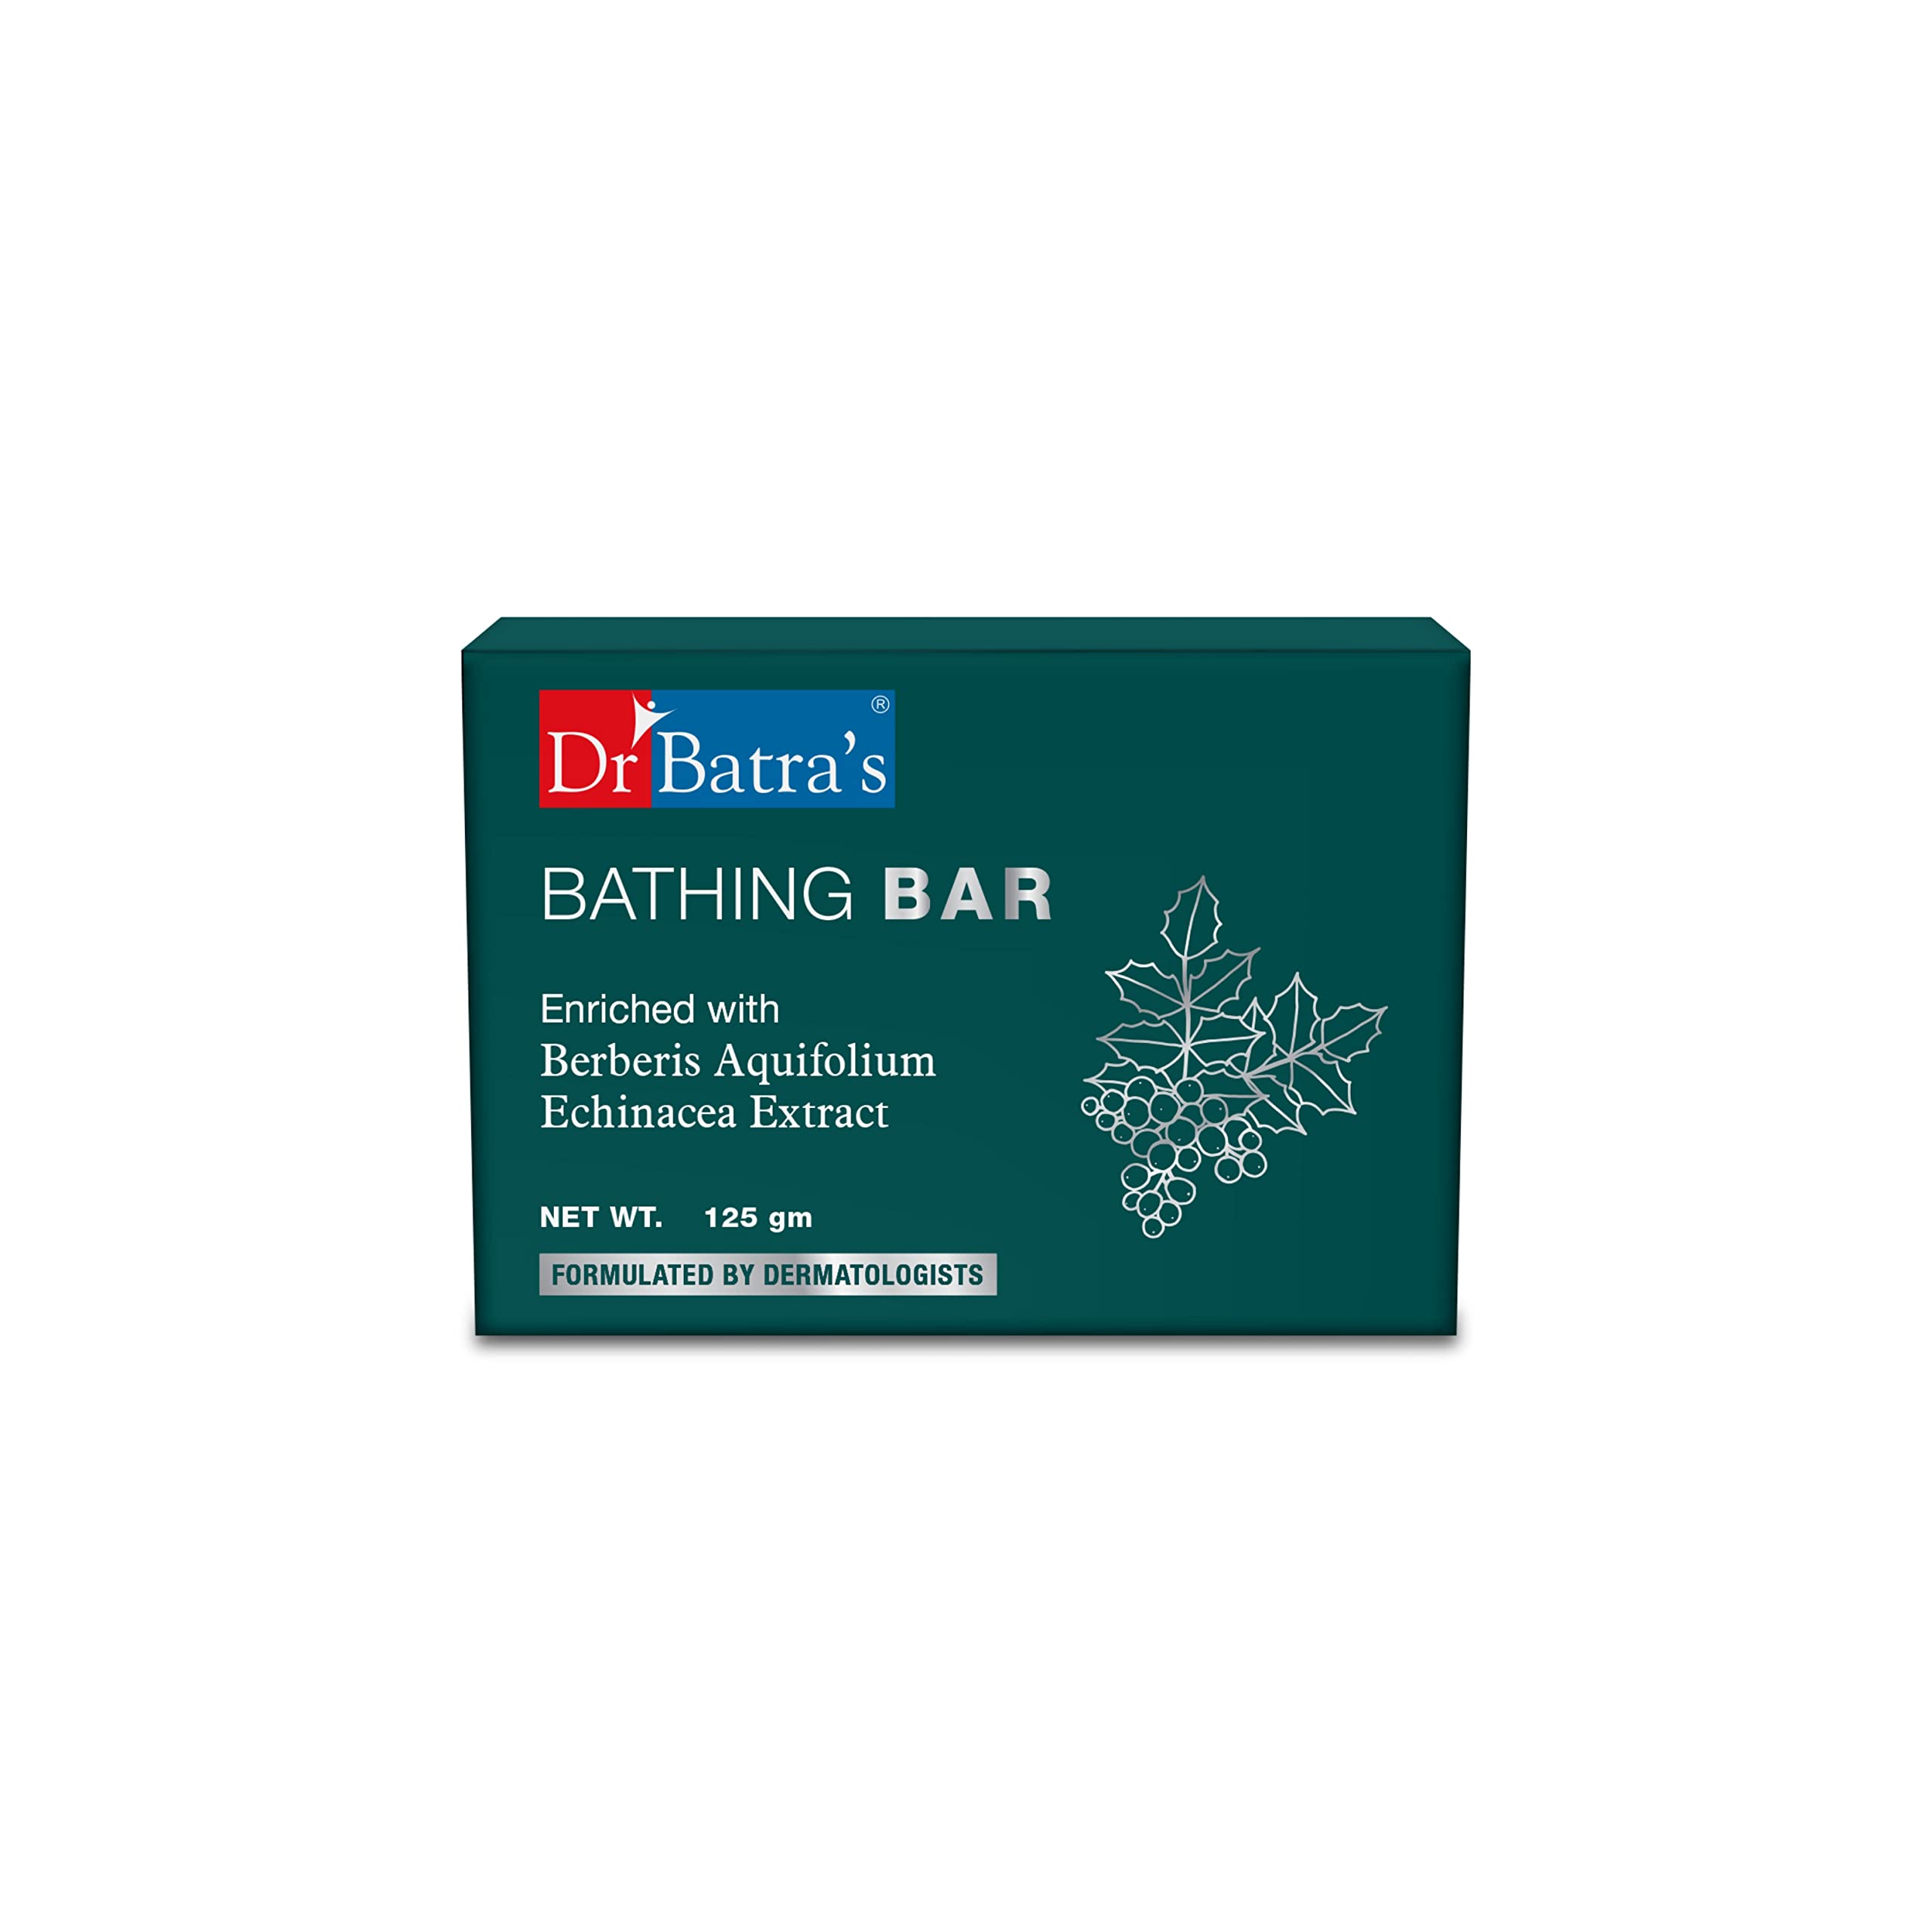 Dr Batra's ®
BATHING BAR
Enriched with
Berberis Aquifolium
Echinacea Extract
NET WT. 125 gm
FORMULATED BY DERMATOLOGISTS